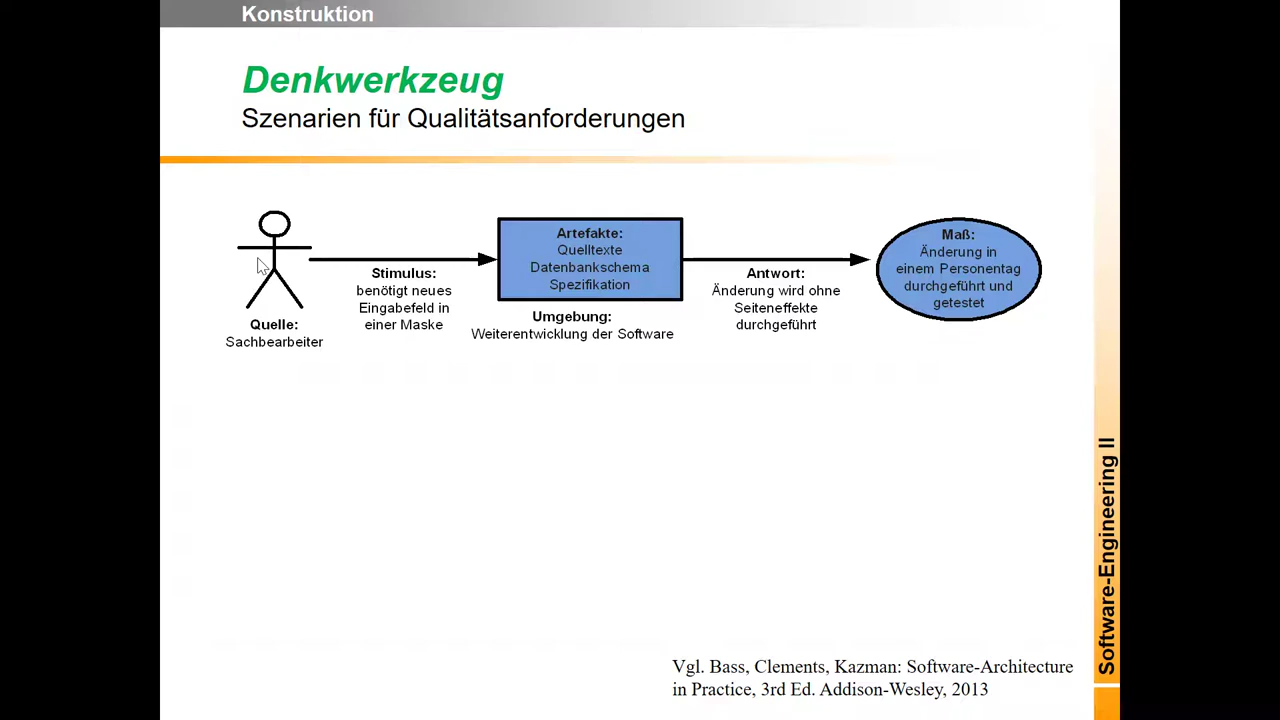 Konstruktion
Denkwerkzeug
Szenarien für Qualitätsanforderungen
Quelle:
Sachbearbeiter
Stimulus:
benötigt neues
Eingabefeld in
einer Maske
Artefakte:
Quelltexte
Datenbankschema
Spezifikation
Umgebung:
Weiterentwicklung der Software
Antwort:
Änderung wird ohne
Seiteneffekte
durchgeführt
Maß:
Änderung in
einem Personentag
durchgeführt und
getestet
Vgl. Bass, Clements, Kazman: Software-Architecture
in Practice, 3rd Ed. Addison-Wesley, 2013
Software-Engineering II